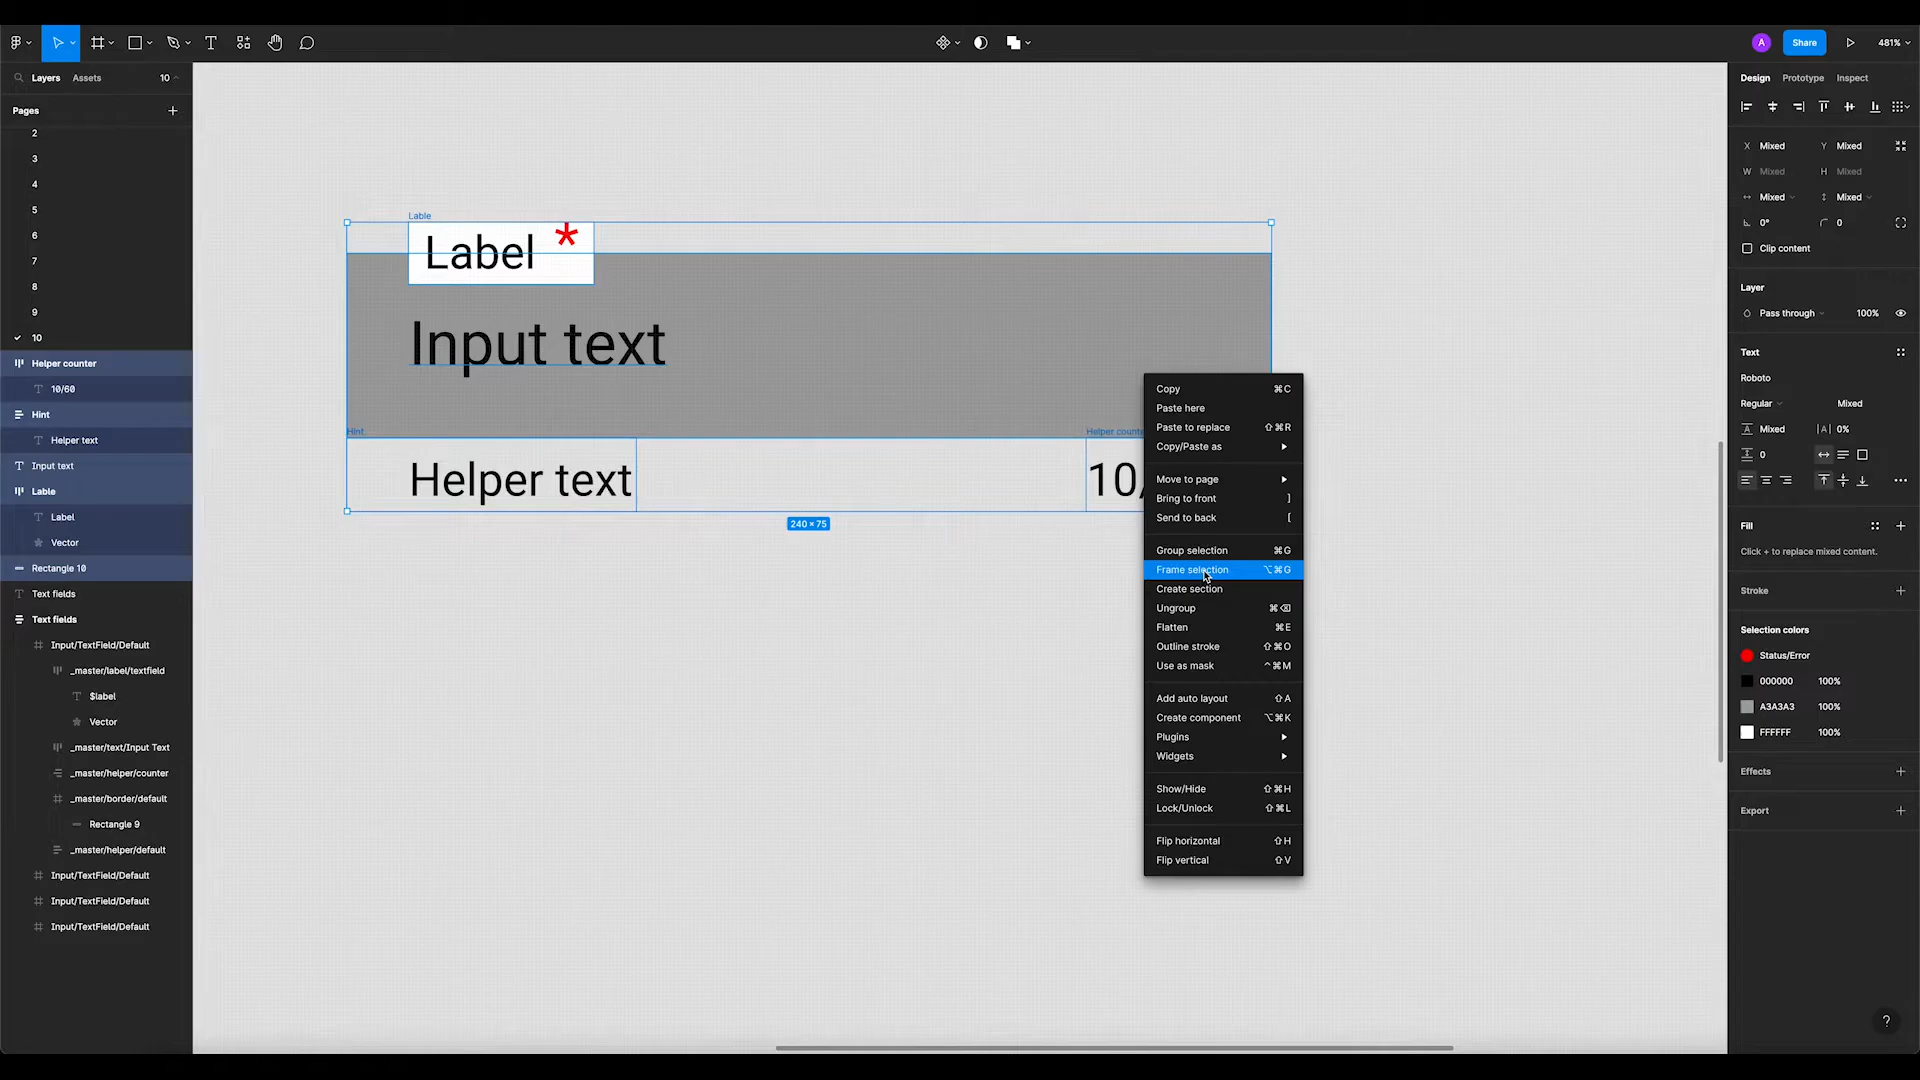 Share
481%
Layers
Assets
10
Design
Prototype
Inspect
Pages
2
3
4
5
6
7
8
9
10
Helper counter
10/60
Hint
Helper text
Input text
Lable
Label
Vector
Rectangle 10
Text fields
Text fields
Input/TextField/Default
_master/label/textfield
$label
Vector
_master/text/Input Text
_master/helper/counter
_master/border/default
Rectangle 9
_master/helper/default
Input/TextField/Default
Input/TextField/Default
Input/TextField/Default
Lable
Label *
Input text
Hint
Helper counte
Helper text
10/
240 × 75
Copy ⌘C
Paste here
Paste to replace ⇧⌘R
Copy/Paste as
Move to page
Bring to front ]
Send to back [
Group selection ⌘G
Frame selection ⌥⌘G
Create section
Ungroup ⌘⌫
Flatten ⌘E
Outline stroke ⇧⌘O
Use as mask ^⌘M
Add auto layout ⇧A
Create component ⌥⌘K
Plugins
Widgets
Show/Hide ⇧⌘H
Lock/Unlock ⇧⌘L
Flip horizontal ⇧H
Flip vertical ⇧V
X Mixed Y Mixed
W Mixed H Mixed
Mixed Mixed
0° 0
Clip content
Layer
Pass through 100%
Text
Roboto
Regular Mixed
Mixed |A| 0%
0
Fill
Click + to replace mixed content.
Stroke
Selection colors
Status/Error
000000 100%
A3A3A3 100%
FFFFFF 100%
Effects
Export
A
?